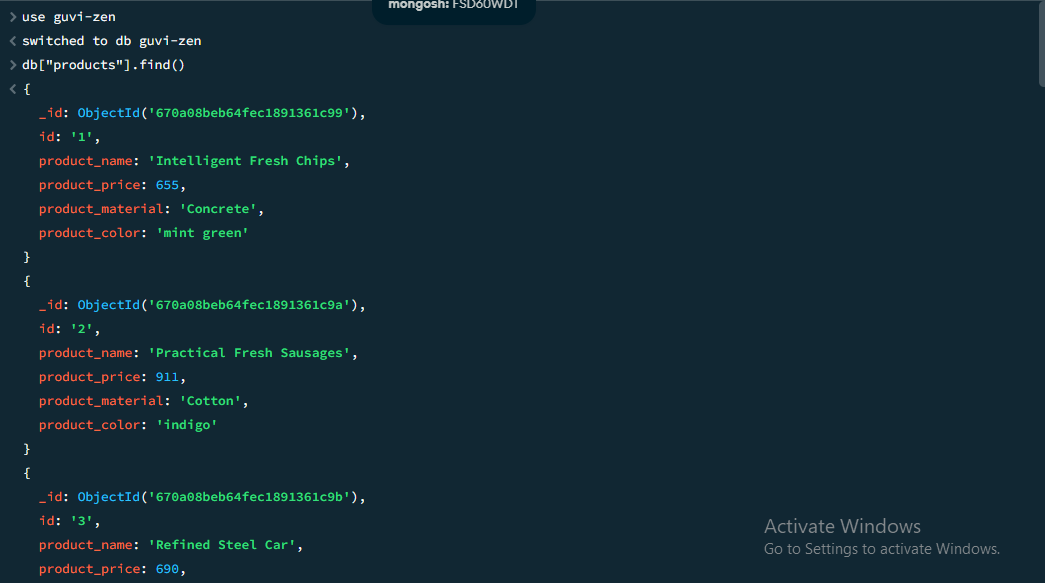 mongosh: FSD60WDT
> use guvi-zen
< switched to db guvi-zen
> db["products"].find()
< {
_id: ObjectId('670a08beb64fec1891361c99'),
id: '1',
product_name: 'Intelligent Fresh Chips',
product_price: 655,
product_material: 'Concrete',
product_color: 'mint green'
}
{
_id: ObjectId('670a08beb64fec1891361c9a'),
id: '2',
product_name: 'Practical Fresh Sausages',
product_price: 911,
product_material: 'Cotton',
product_color: 'indigo'
}
{
_id: ObjectId('670a08beb64fec1891361c9b'),
id: '3',
product_name: 'Refined Steel Car',
product_price: 690,
Activate Windows
Go to Settings to activate Windows.